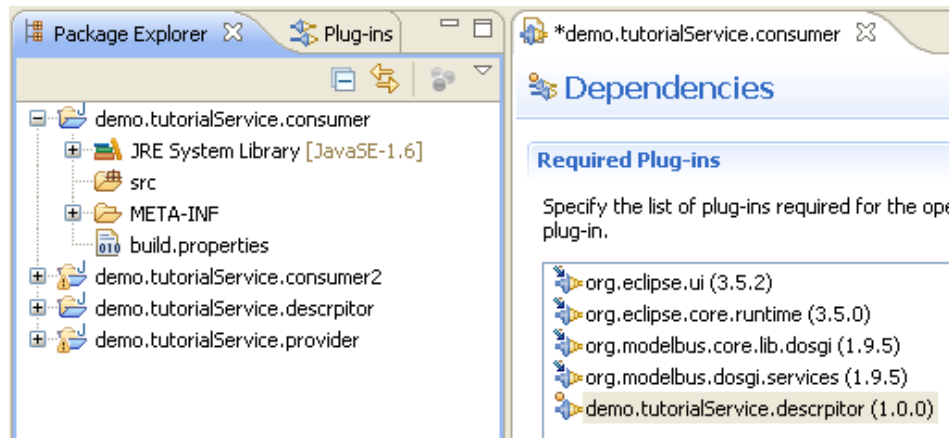 Package Explorer
Plug-ins
demo.tutorialService.consumer
JRE System Library [JavaSE-1.6]
src
META-INF
010
build.properties
demo.tutorialService.consumer2
demo.tutorialService.descrpitor
demo.tutorialService.provider
*demo.tutorialService.consumer
Dependencies
Required Plug-ins
Specify the list of plug-ins required for the ope
plug-in.
org.eclipse.ui (3.5.2)
org.eclipse.core.runtime (3.5.0)
org.modelbus.core.lib.dosgi (1.9.5)
org.modelbus.dosgi.services (1.9.5)
demo.tutorialService.descrpitor (1.0.0)